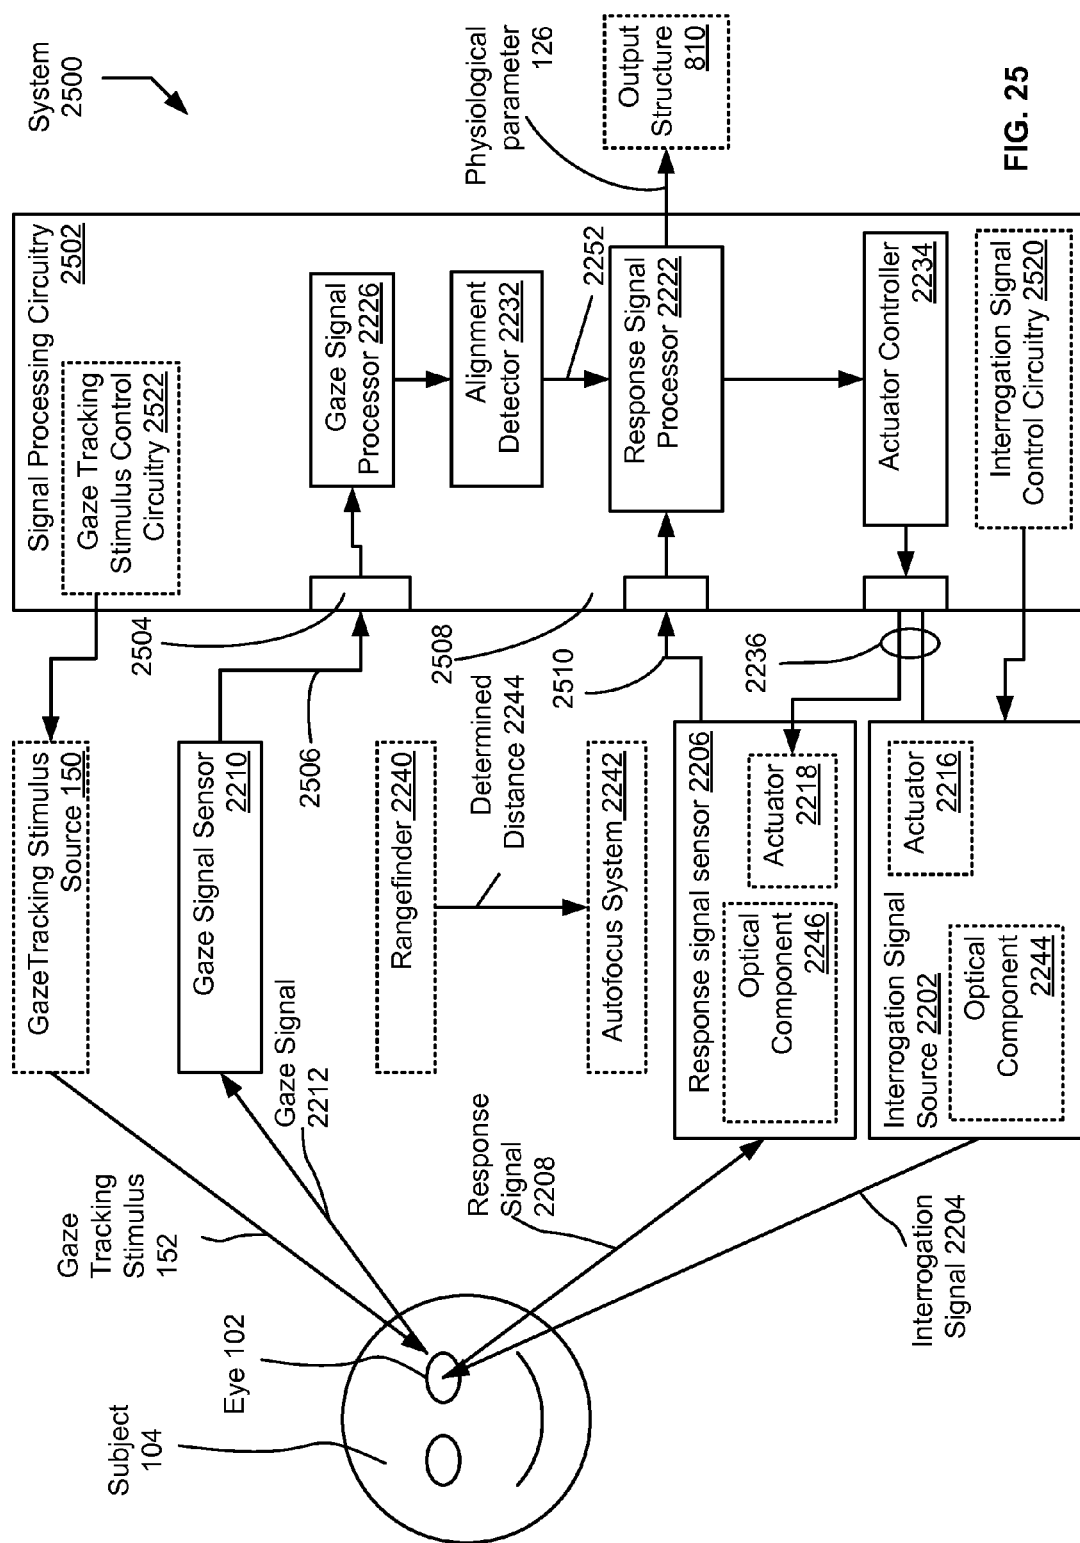 System
2500
Signal Processing Circuitry
2502
Gaze Tracking
Stimulus Control
Circuitry 2522
Gaze Signal
Processor 2226
Alignment
Detector 2232
2252
Response Signal
Processor 2222
Actuator Controller
2234
Interrogation Signal
Control Circuitry 2520
Physiological
parameter
126
Output
Structure
810
2504
2506
2508
2510
2236
GazeTracking Stimulus
Source 150
Gaze Signal Sensor
2210
Rangefinder 2240
Determined
Distance 2244
Autofocus System 2242
Response signal sensor 2206
Actuator
2218
Optical
Component
2246
Interrogation Signal
Source 2202
Actuator
2216
Optical
Component
2244
Gaze
Tracking
Stimulus
152
Gaze Signal
2212
Response
Signal
2208
Interrogation
Signal 2204
Subject
104
Eye 102
FIG. 25